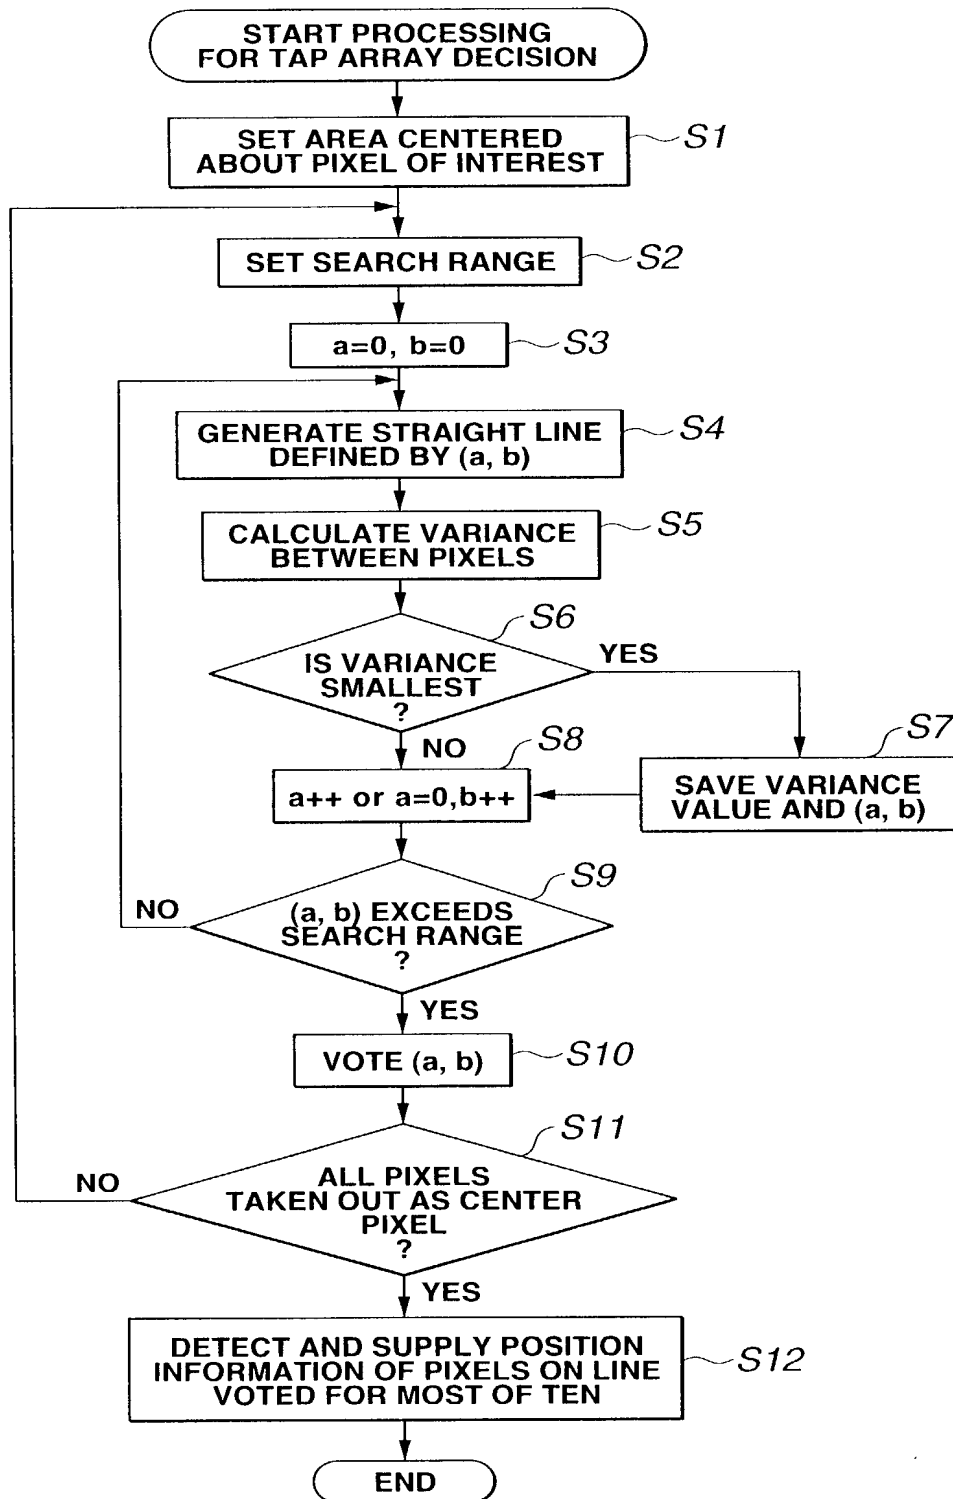 START PROCESSING
FOR TAP ARRAY DECISION
SET AREA CENTERED
ABOUT PIXEL OF INTEREST
S1
SET SEARCH RANGE
S2
a=0, b=0
S3
GENERATE STRAIGHT LINE
DEFINED BY (a, b)
S4
CALCULATE VARIANCE
BETWEEN PIXELS
S5
IS VARIANCE
SMALLEST
?
S6
YES
NO
SAVE VARIANCE
VALUE AND (a, b)
S7
a++ or a=0,b++
S8
(a, b) EXCEEDS
SEARCH RANGE
?
S9
NO
YES
VOTE (a, b)
S10
ALL PIXELS
TAKEN OUT AS CENTER
PIXEL
?
S11
NO
YES
DETECT AND SUPPLY POSITION
INFORMATION OF PIXELS ON LINE
VOTED FOR MOST OF TEN
S12
END